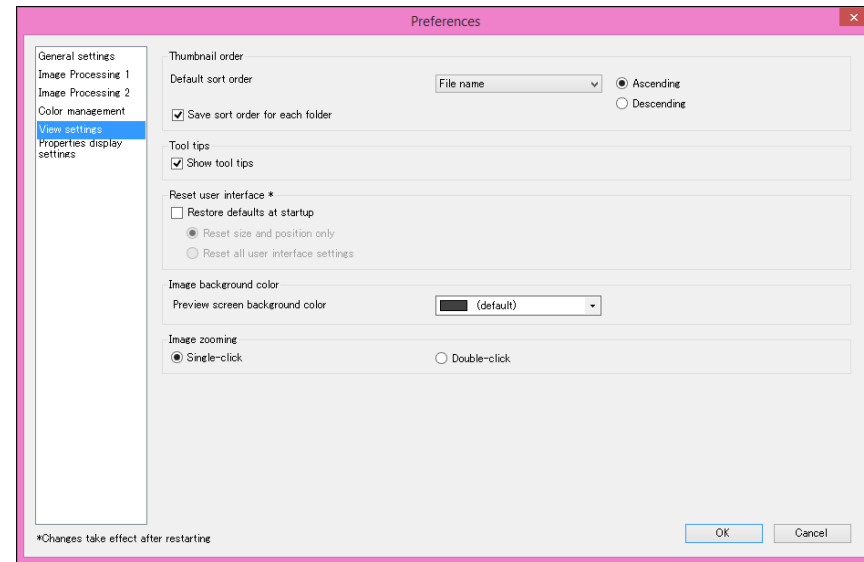 Preferences
General settings
Image Processing 1
Image Processing 2
Color management
View settings
Properties display
settings
Thumbnail order
Default sort order
File name
Ascending
Descending
Save sort order for each folder
Tool tips
Show tool tips
Reset user interface *
Restore defaults at startup
Reset size and position only
Reset all user interface settings
Image background color
Preview screen background color
(default)
Image zooming
Single-click
Double-click
*Changes take effect after restarting
OK
Cancel